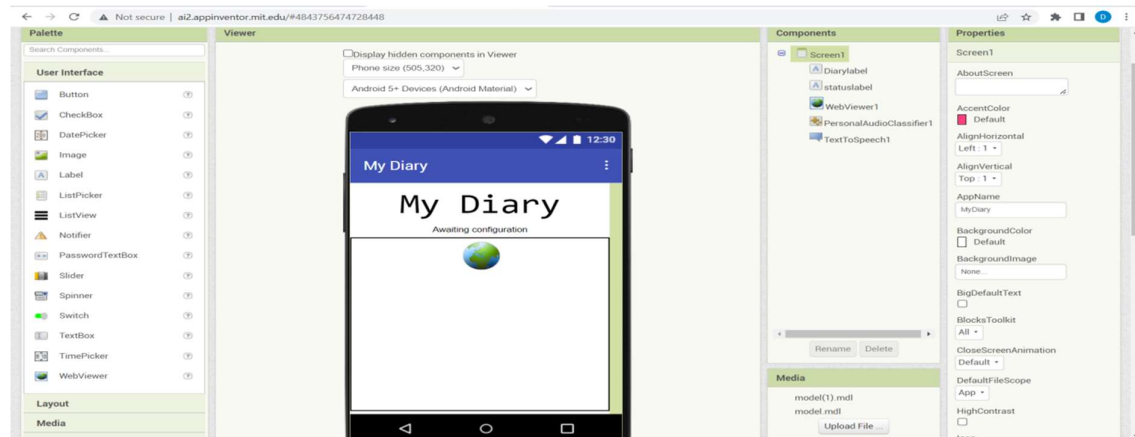 Not secure | ai2.appinventor.mit.edu/#4843756474728448
D
Palette
Search Components...
User Interface
Button
CheckBox
DatePicker
Image
Label
ListPicker
ListView
Notifier
PasswordTextBox
Slider
Spinner
Switch
TextBox
TimePicker
WebViewer
Layout
Media
Viewer
Display hidden components in Viewer
Phone size (505,320)
Android 5+ Devices (Android Material)
12:30
My Diary
My Diary
Awaiting configuration
Components
Screen1
Diarylabel
statuslabel
WebViewer1
PersonalAudioClassifier1
TextToSpeech1
Rename Delete
Media
model(1).mdl
model.mdl
Upload File ...
Properties
Screen1
AboutScreen
AccentColor
Default
AlignHorizontal
Left : 1
AlignVertical
Top : 1
AppName
MyDiary
BackgroundColor
Default
BackgroundImage
None...
BigDefaultText
BlocksToolkit
All
CloseScreenAnimation
Default
DefaultFileScope
App
HighContrast